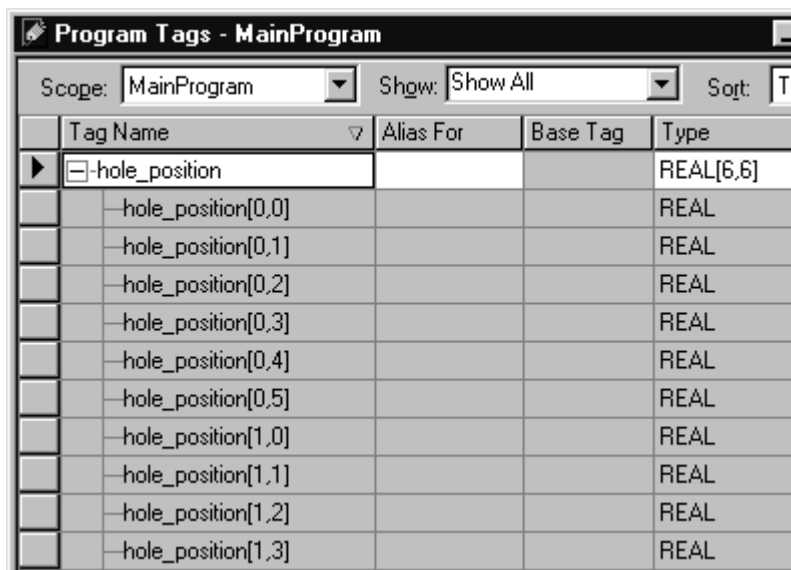 Program Tags - MainProgram
Scope: MainProgram Show: Show All Sort: T
Tag Name Alias For Base Tag Type
hole_position REAL[6,6]
hole_position[0,0] REAL
hole_position[0,1] REAL
hole_position[0,2] REAL
hole_position[0,3] REAL
hole_position[0,4] REAL
hole_position[0,5] REAL
hole_position[1,0] REAL
hole_position[1,1] REAL
hole_position[1,2] REAL
hole_position[1,3] REAL